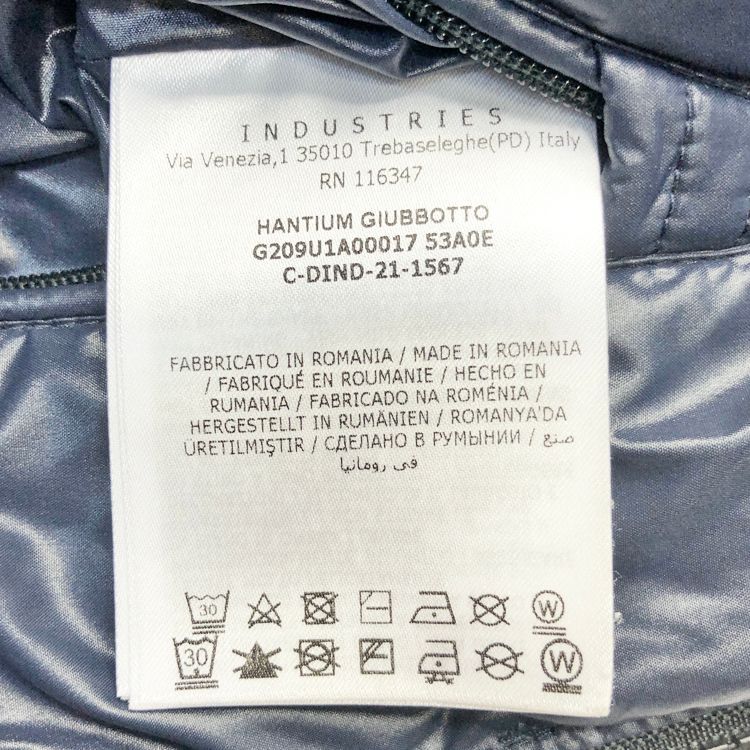 INDUSTRIES
Via Venezia,1 35010 Trebaseleghe(PD) Italy
RN 116347
HANTIUM GIUBBOTTO
G209U1A00017 53A0E
C-DIND-21-1567
FABBRICATO IN ROMANIA / MADE IN ROMANIA
/ FABRIQUÉ EN ROUMANIE / HECHO EN
RUMANIA / FABRICADO NA ROMÉNIA /
HERGESTELLT IN RUMÄNIEN / ROMANYA'DA
ÜRETILMIŞTIR / СДЕЛАНО В РУМЫНИИ / صنع
في رومانيا
30 W
30 W